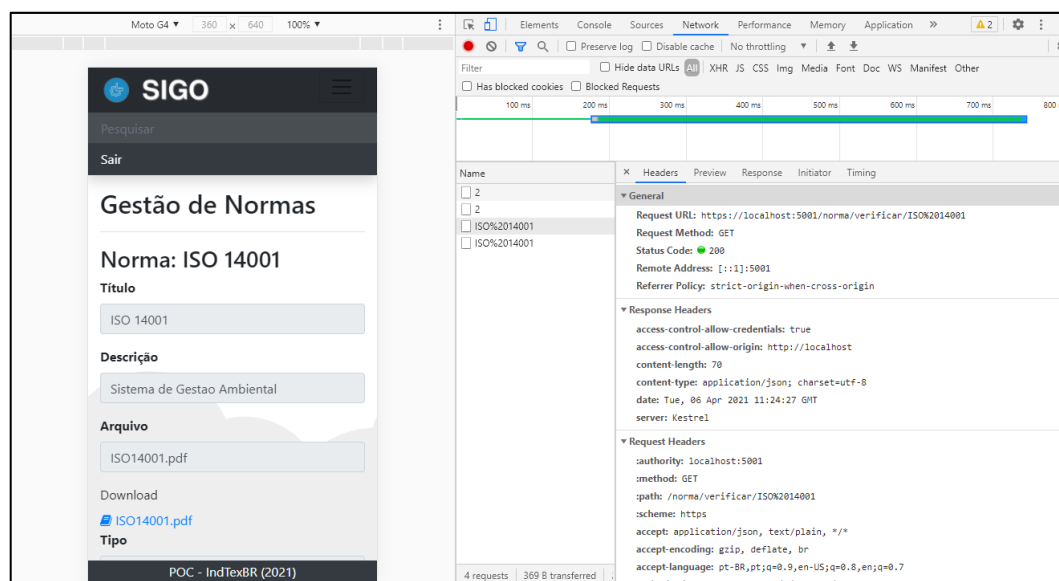 Moto G4 ▼ 360 x 640 100% ▼
Elements Console Sources Network Performance Memory Application » 2
Preserve log Disable cache No throttling ▼
Filter Hide data URLs All XHR JS CSS Img Media Font Doc WS Manifest Other
Has blocked cookies Blocked Requests
100 ms 200 ms 300 ms 400 ms 500 ms 600 ms 700 ms 800
SIGO
Pesquisar
Sair
Gestão de Normas
Norma: ISO 14001
Título
ISO 14001
Descrição
Sistema de Gestao Ambiental
Arquivo
ISO14001.pdf
Download
ISO14001.pdf
Tipo
POC - IndTexBR (2021)
Name
2
2
ISO%2014001
ISO%2014001
4 requests 369 B transferred
× Headers Preview Response Initiator Timing
▼ General
Request URL: https://localhost:5001/norma/verificar/ISO%2014001
Request Method: GET
Status Code: 200
Remote Address: [::1]:5001
Referrer Policy: strict-origin-when-cross-origin
▼ Response Headers
access-control-allow-credentials: true
access-control-allow-origin: http://localhost
content-length: 70
content-type: application/json; charset=utf-8
date: Tue, 06 Apr 2021 11:24:27 GMT
server: Kestrel
▼ Request Headers
:authority: localhost:5001
:method: GET
:path: /norma/verificar/ISO%2014001
:scheme: https
accept: application/json, text/plain, */*
accept-encoding: gzip, deflate, br
accept-language: pt-BR,pt;q=0.9,en-US;q=0.8,en;q=0.7